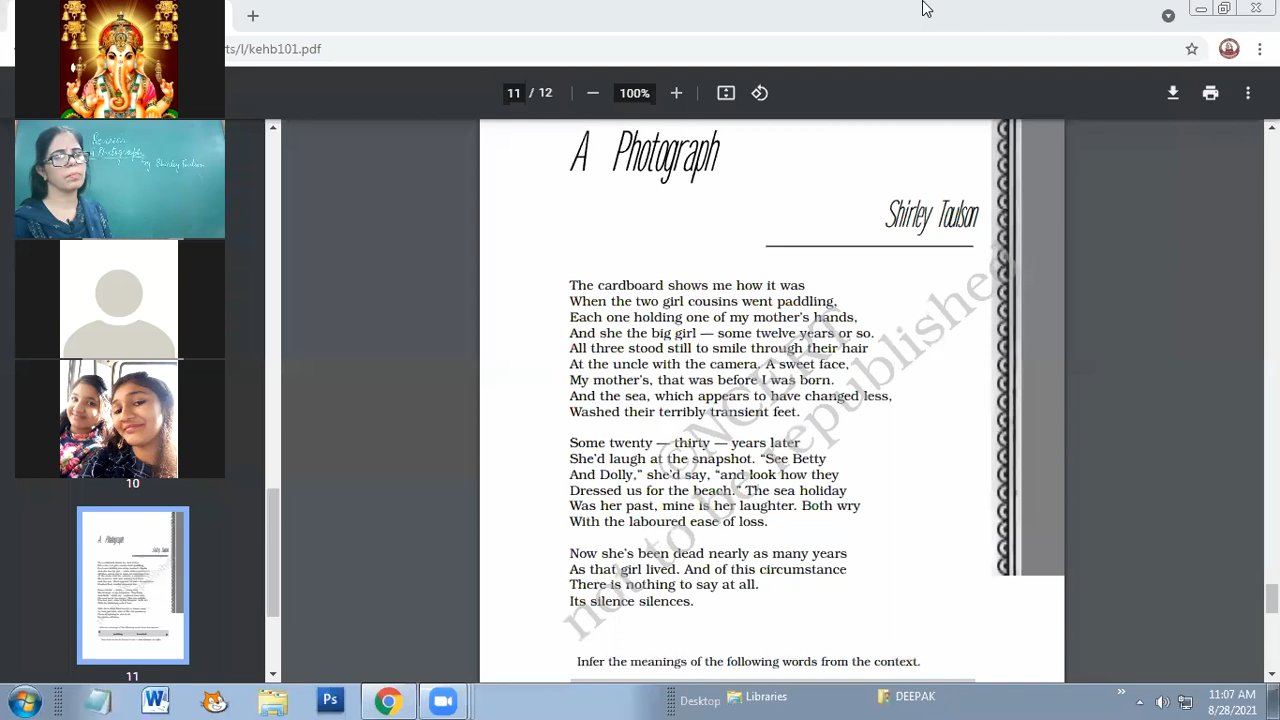 rts/l/kehb101.pdf
11 / 12
100%
Session
Photograph
by Shirley Toulson
A Photograph
Shirley Toulson
The cardboard shows me how it was
When the two girl cousins went paddling,
Each one holding one of my mother's hands,
And she the big girl — some twelve years or so.
All three stood still to smile through their hair
At the uncle with the camera. A sweet face,
My mother's, that was before I was born.
And the sea, which appears to have changed less,
Washed their terribly transient feet.
Some twenty — thirty — years later
She'd laugh at the snapshot. “See Betty
And Dolly,” she'd say, “and look how they
Dressed us for the beach.” The sea holiday
Was her past, mine is her laughter. Both wry
With the laboured ease of loss.
Now she's been dead nearly as many years
As that girl lived. And of this circumstance
There is nothing to say at all.
Its silence silences.
©NCERT
not to be republished
Infer the meanings of the following words from the context.
10
A Photograph
11
Desktop
Libraries
DEEPAK
11:07 AM
8/28/2021